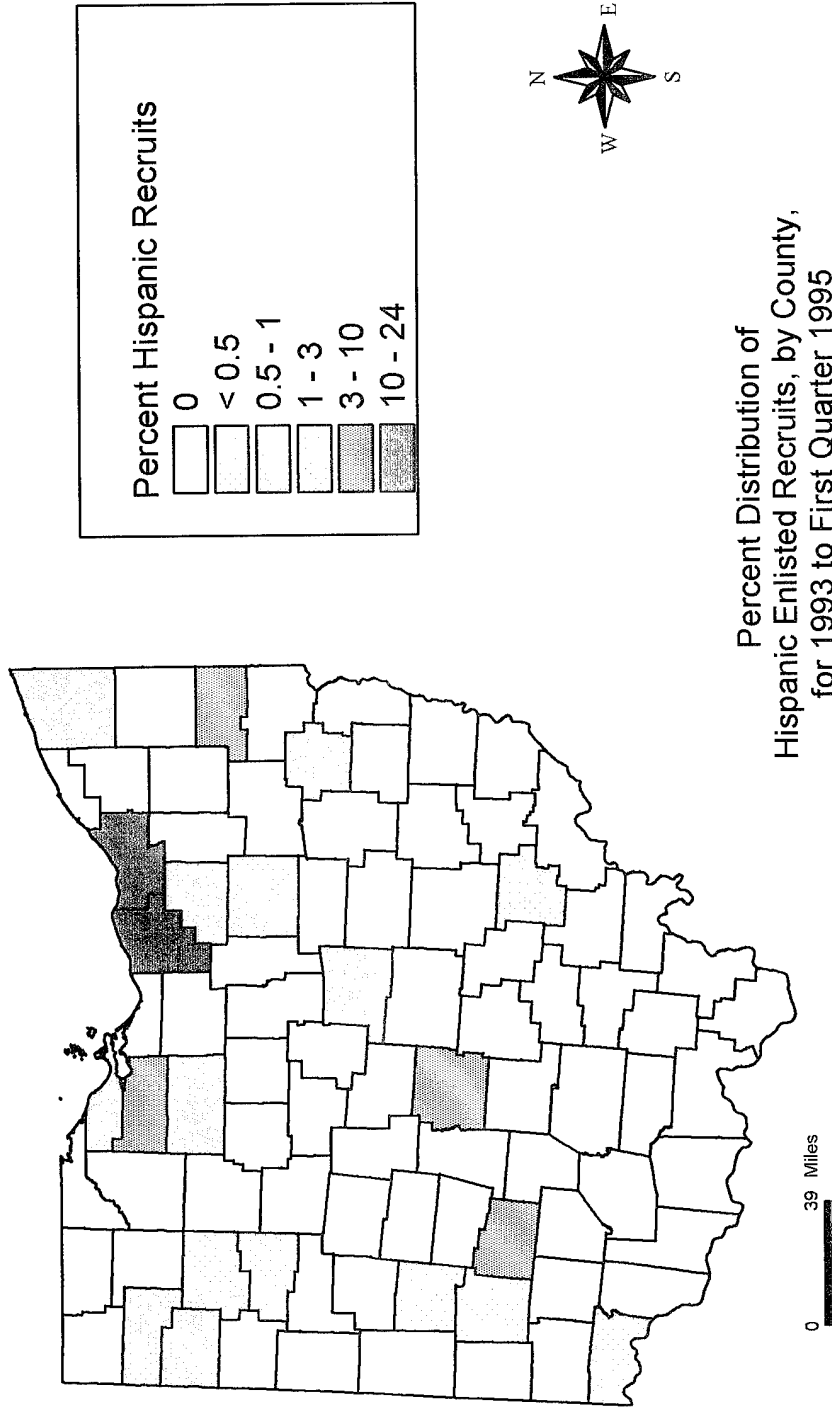 Percent Hispanic Recruits
0
< 0.5
0.5 - 1
1 - 3
3 - 10
10 - 24
N
W
E
S
Percent Distribution of
Hispanic Enlisted Recruits, by County,
for 1993 to First Quarter 1995
0 39 Miles